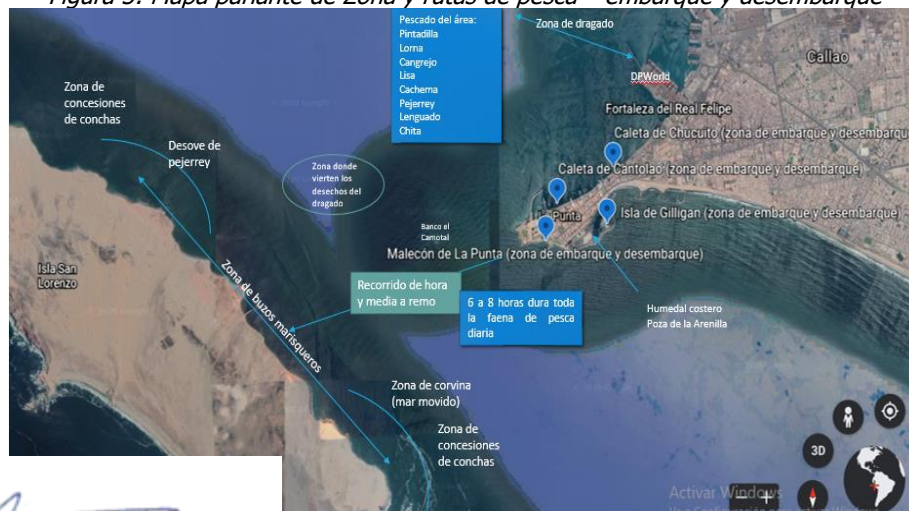 Figura 5: Mapa parlante de Zona y rutas de pesca – embarque y desembarque
Pescado del área:
Pintadilla
Lorna
Cangrejo
Lisa
Cachema
Pejerrey
Lenguado
Chita
Zona de dragado
DPWorld
Callao
Fortaleza del Real Felipe
Caleta de Chucuito (zona de embarque y desembarqu
Caleta de Cantolao (zona de embarque y desembarque)
La Punta
Isla de Gilligan (zona de embarque y desembarque)
Malecón de La Punta (zona de embarque y desembarque)
Zona de
concesiones
de conchas
Desove de
pejerrey
Zona donde
vierten los
desechos del
dragado
Banco el
Camotal
Isla San
Lorenzo
Zona de buzos marisqueros
Recorrido de hora
y media a remo
6 a 8 horas dura toda
la faena de pesca
diaria
Humedal costero
Poza de la Arenilla
Zona de corvina
(mar movido)
Zona de
concesiones
de conchas
3D
Activar Windows